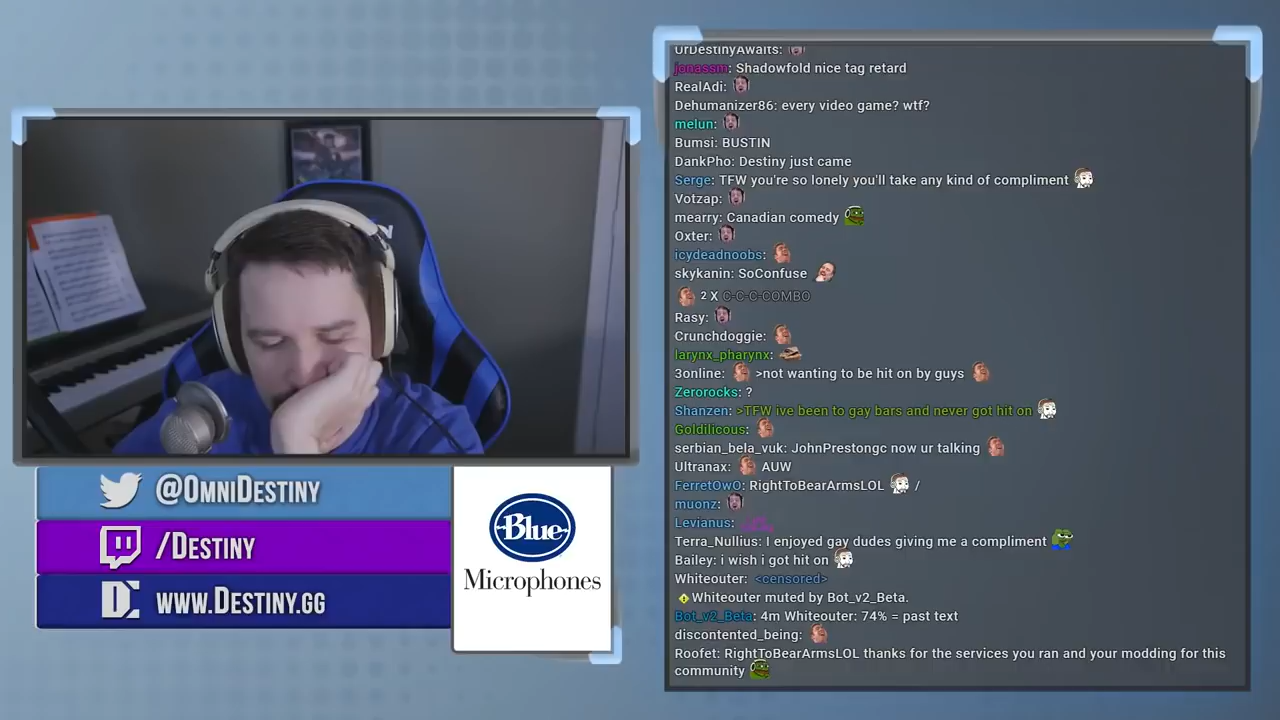 @OmniDestiny
/Destiny
www.Destiny.gg
Blue
Microphones
UrDestinyAwaits:
jonassm: Shadowfold nice tag retard
RealAdi:
Dehumanizer86: every video game? wtf?
melun:
Bumsi: BUSTIN
DankPho: Destiny just came
Serge: TFW you're so lonely you'll take any kind of compliment
Votzap:
mearry: Canadian comedy
Oxter:
icydeadnoobs:
skykanin: SoConfuse
2 X C-C-C-COMBO
Rasy:
Crunchdoggie:
larynx_pharynx:
3online: >not wanting to be hit on by guys
Zerorocks: ?
Shanzen: >TFW ive been to gay bars and never got hit on
Goldilicous:
serbian_bela_vuk: JohnPrestongc now ur talking
Ultranax: AUW
FerretOwO: RightToBearArmsLOL /
muonz:
Levianus:
Terra_Nullius: I enjoyed gay dudes giving me a compliment
Bailey: i wish i got hit on
Whiteouter: <censored>
Whiteouter muted by Bot_v2_Beta.
Bot_v2_Beta: 4m Whiteouter: 74% = past text
discontented_being:
Roofet: RightToBearArmsLOL thanks for the services you ran and your modding for this
community